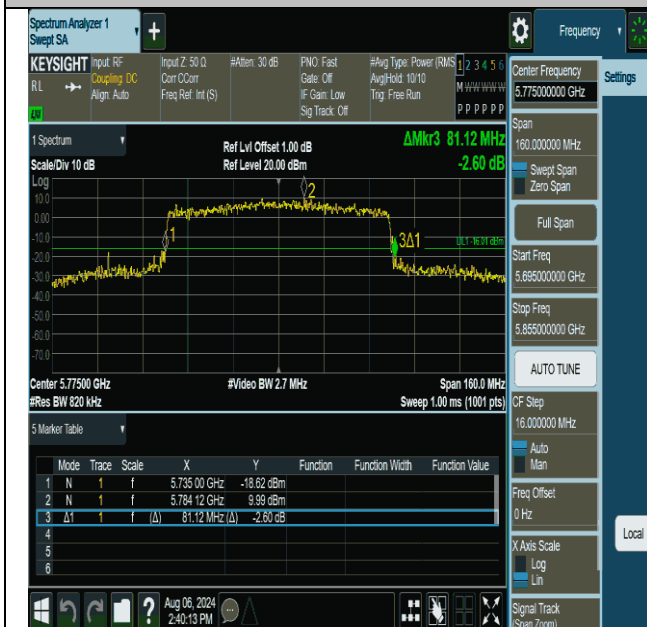 Spectrum Analyzer 1
Swept SA
+
Frequency
KEYSIGHT
RL
LXI
Input: RF
Coupling: DC
Align: Auto
Input Z: 50 Ω
Corr CCorr
Freq Ref: Int (S)
#Atten: 30 dB
PNO: Fast
Gate: Off
IF Gain: Low
Sig Track: Off
#Avg Type: Power (RMS
Avg|Hold: 10/10
Trig: Free Run
1 2 3 4 5 6
M W W W W W
P P P P P P
1 Spectrum
Scale/Div 10 dB
Ref Lvl Offset 1.00 dB
Ref Level 20.00 dBm
ΔMkr3 81.12 MHz
-2.60 dB
Log
10.0
0.00
-10.0
-20.0
-30.0
-40.0
-50.0
-60.0
-70.0
2
1
3Δ1
DL1 -16.01 dBm
Center 5.77500 GHz
#Res BW 820 kHz
#Video BW 2.7 MHz
Span 160.0 MHz
Sweep 1.00 ms (1001 pts)
5 Marker Table
Mode Trace Scale X Y Function Function Width Function Value
1 N 1 f 5.735 00 GHz -18.62 dBm
2 N 1 f 5.784 12 GHz 9.99 dBm
3 Δ1 1 f (Δ) 81.12 MHz (Δ) -2.60 dB
4
5
6
?
Aug 06, 2024
2:40:13 PM
Center Frequency
5.775000000 GHz
Settings
Span
160.000000 MHz
Swept Span
Zero Span
Full Span
Start Freq
5.695000000 GHz
Stop Freq
5.855000000 GHz
AUTO TUNE
CF Step
16.000000 MHz
Auto
Man
Freq Offset
0 Hz
Local
X Axis Scale
Log
Lin
Signal Track
(Span Zoom)